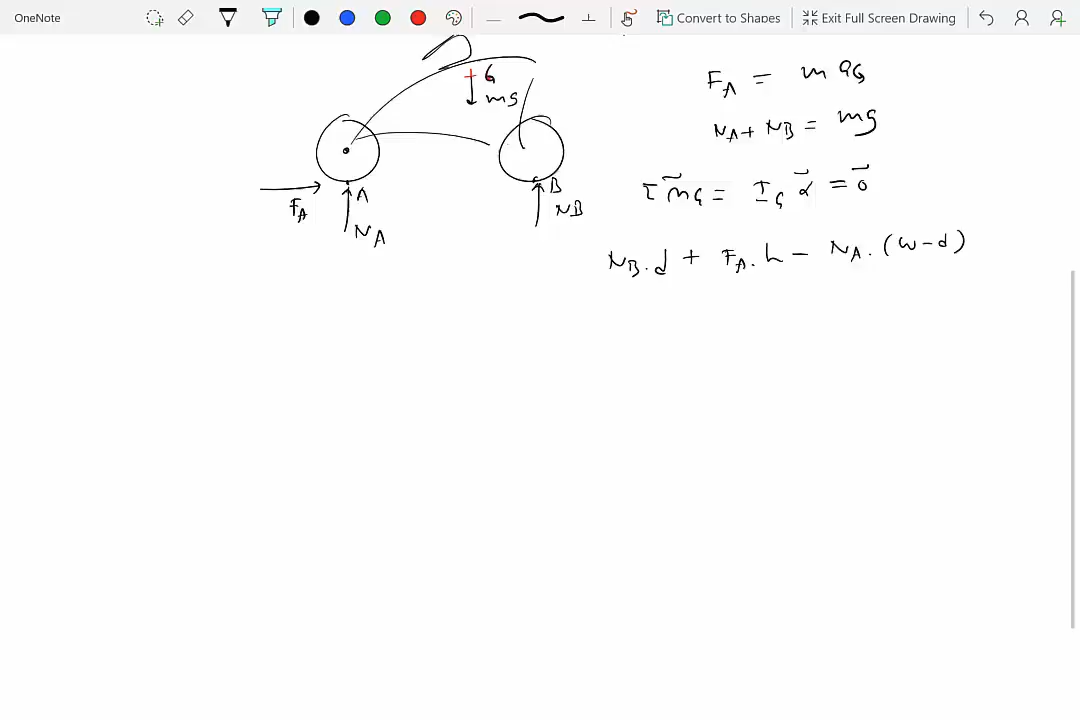 OneNote
Convert to Shapes
Exit Full Screen Drawing
G
mg
A
B
F_A
N_A
N_B
F_A = m a_G
N_A + N_B = mg
Σ M⃗_G = I_G α⃗ = 0⃗
N_B . d + F_A . h - N_A . (w-d)